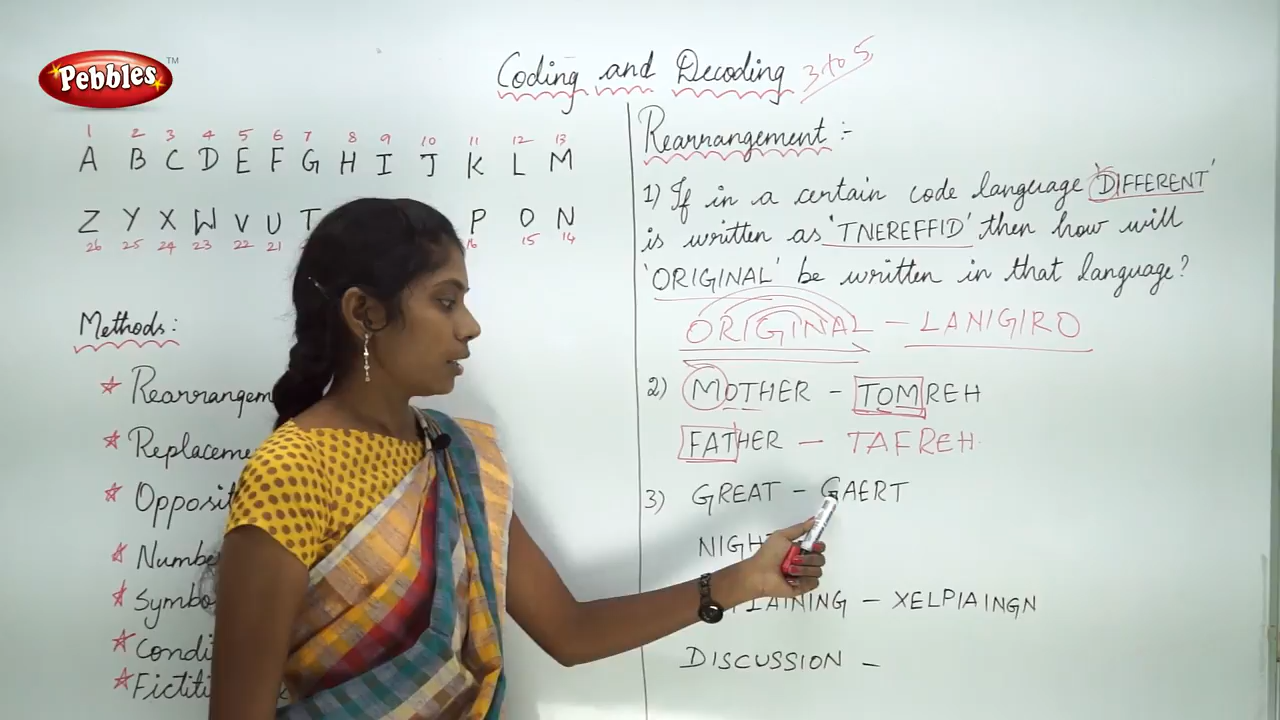 Pebbles TM
Coding and Decoding 3 to 5
1 2 3 4 5 6 7 8 9 10 11 12 13
A B C D E F G H I J K L M
Z Y X W V U T P O N
26 25 24 23 22 21 16 15 14
Methods:
Rearrangem
Replaceme
Opposit
Numbe
Symbo
Condi
Fictiti
Rearrangement :-
1) If in a certain code language 'DIFFERENT'
is written as 'TNEREFFID' then how will
'ORIGINAL' be written in that language?
ORIGINAL - LANIGIRO
2) MOTHER - TOMREH
FATHER - TAFREH
3) GREAT - GAERT
NIGHT
LAINING - XELPIAINGN
DISCUSSION -